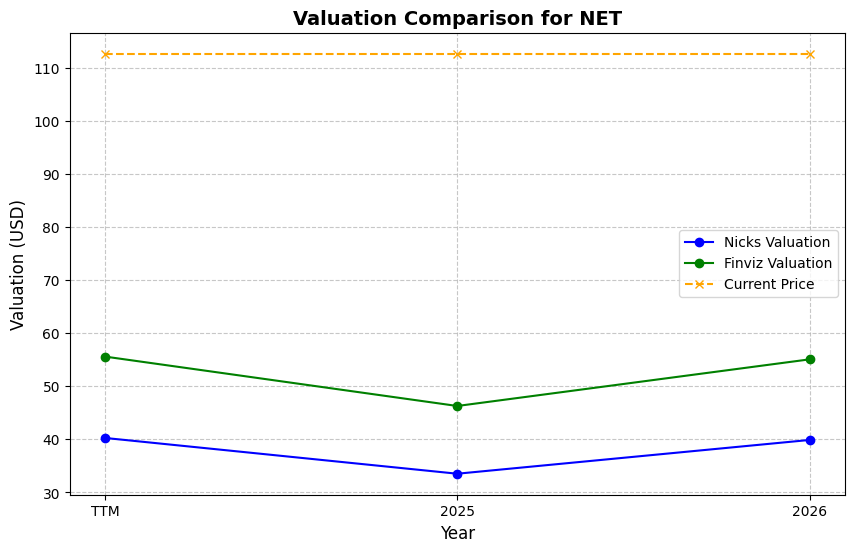 Valuation Comparison for NET
Valuation (USD)
110
100
90
80
70
60
50
40
30
Nicks Valuation
Finviz Valuation
Current Price
TTM
2025
2026
Year